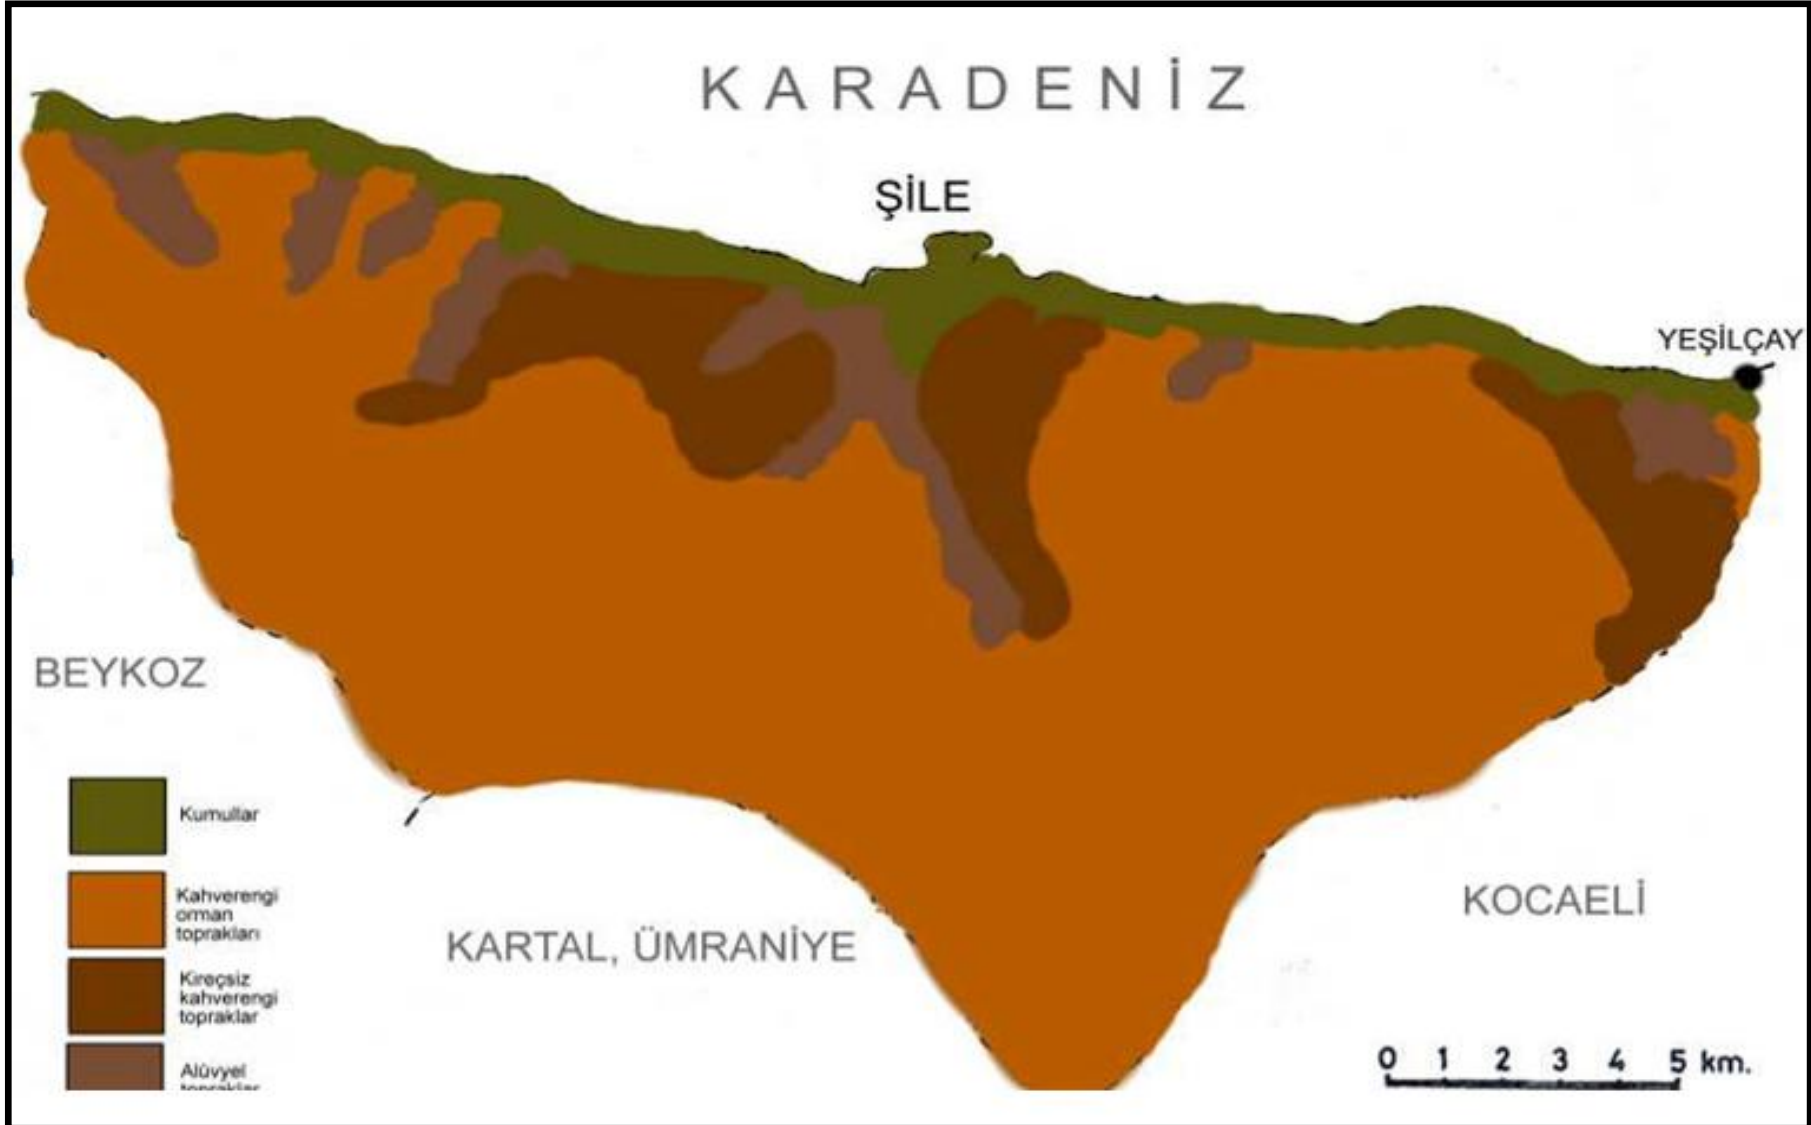 KARADENİZ
ŞİLE
YEŞİLÇAY
BEYKOZ
Kumullar
Kahverengi
orman
toprakları
KOCAELİ
KARTAL, ÜMRANİYE
Kireçsiz
kahverengi
topraklar
Alüvyel
topraklar
0 1 2 3 4 5 km.